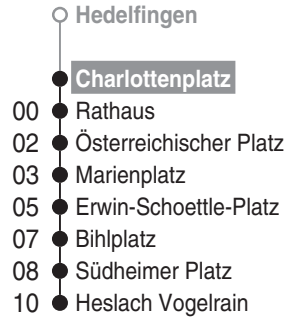 Hedelfingen
Charlottenplatz
00 Rathaus
02 Österreichischer Platz
03 Marienplatz
05 Erwin-Schoettle-Platz
07 Bihlplatz
08 Südheimer Platz
10 Heslach Vogelrain